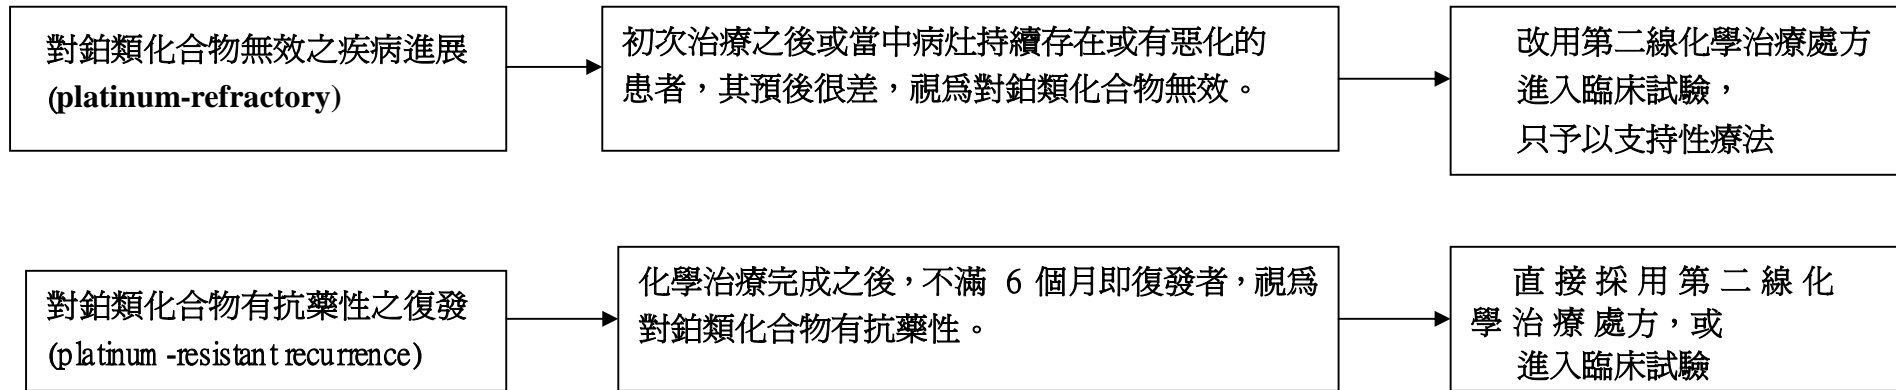 對鉑類化合物無效之疾病進展
(platinum-refractory)
初次治療之後或當中病灶持續存在或有惡化的
患者，其預後很差，視為對鉑類化合物無效。
改用第二線化學治療處方
進入臨床試驗，
只予以支持性療法
對鉑類化合物有抗藥性之復發
(platinum -resistant recurrence)
化學治療完成之後，不滿 6 個月即復發者，視為
對鉑類化合物有抗藥性。
直 接 採 用 第 二 線 化
學 治 療 處方，或
進入臨床試驗